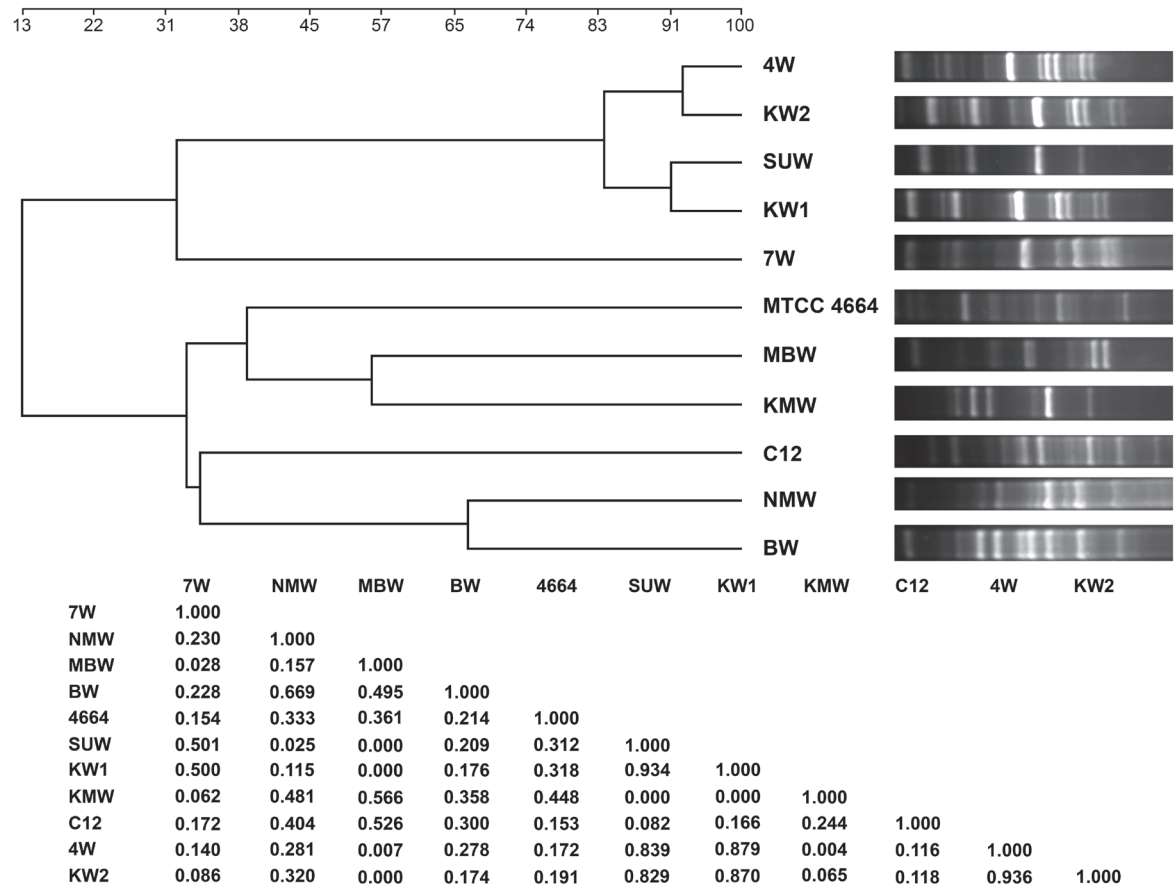 13 22 31 38 45 57 65 74 83 91 100
4W
KW2
SUW
KW1
7W
MTCC 4664
MBW
KMW
C12
NMW
BW
7W NMW MBW BW 4664 SUW KW1 KMW C12 4W KW2
7W 1.000
NMW 0.230 1.000
MBW 0.028 0.157 1.000
BW 0.228 0.669 0.495 1.000
4664 0.154 0.333 0.361 0.214 1.000
SUW 0.501 0.025 0.000 0.209 0.312 1.000
KW1 0.500 0.115 0.000 0.176 0.318 0.934 1.000
KMW 0.062 0.481 0.566 0.358 0.448 0.000 0.000 1.000
C12 0.172 0.404 0.526 0.300 0.153 0.082 0.166 0.244 1.000
4W 0.140 0.281 0.007 0.278 0.172 0.839 0.879 0.004 0.116 1.000
KW2 0.086 0.320 0.000 0.174 0.191 0.829 0.870 0.065 0.118 0.936 1.000